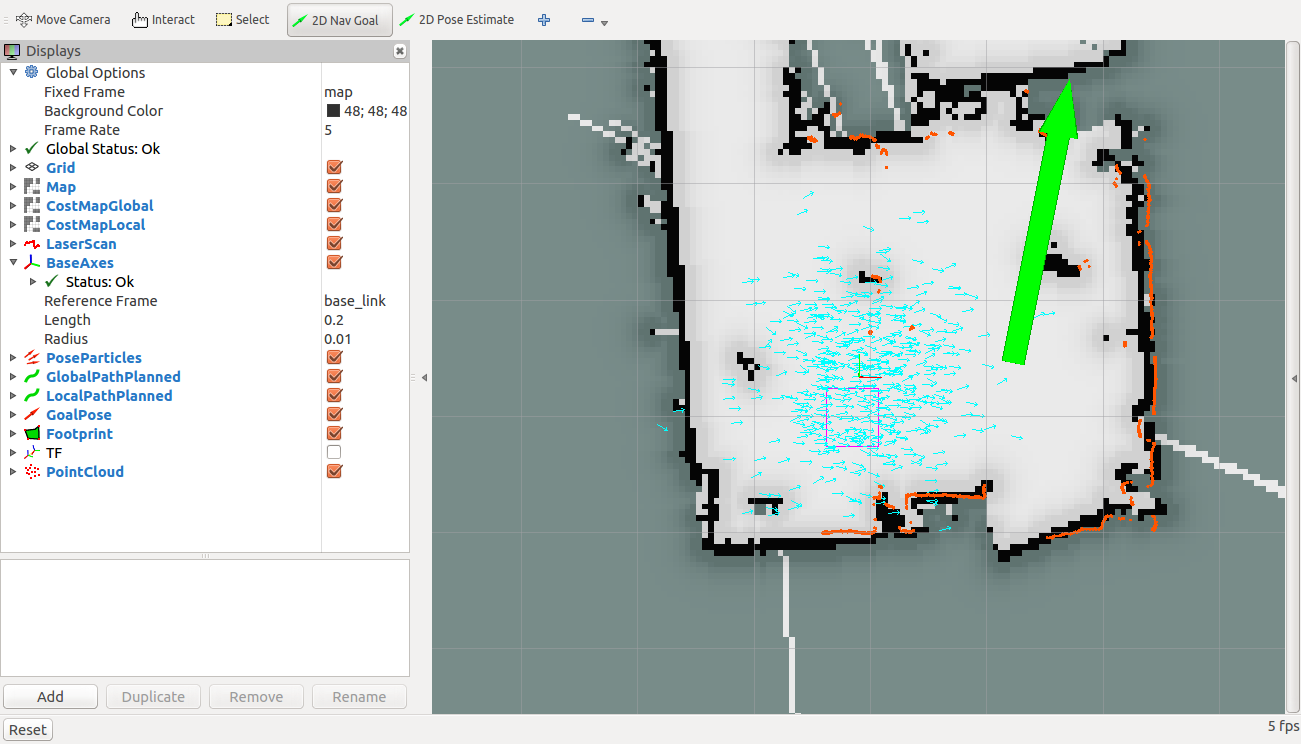 Move Camera Interact Select 2D Nav Goal 2D Pose Estimate
Displays
Global Options
Fixed Frame map
Background Color 48; 48; 48
Frame Rate 5
Global Status: Ok
Grid
Map
CostMapGlobal
CostMapLocal
LaserScan
BaseAxes
Status: Ok
Reference Frame base_link
Length 0.2
Radius 0.01
PoseParticles
GlobalPathPlanned
LocalPathPlanned
GoalPose
Footprint
TF
PointCloud
Add Duplicate Remove Rename
Reset 5 fps